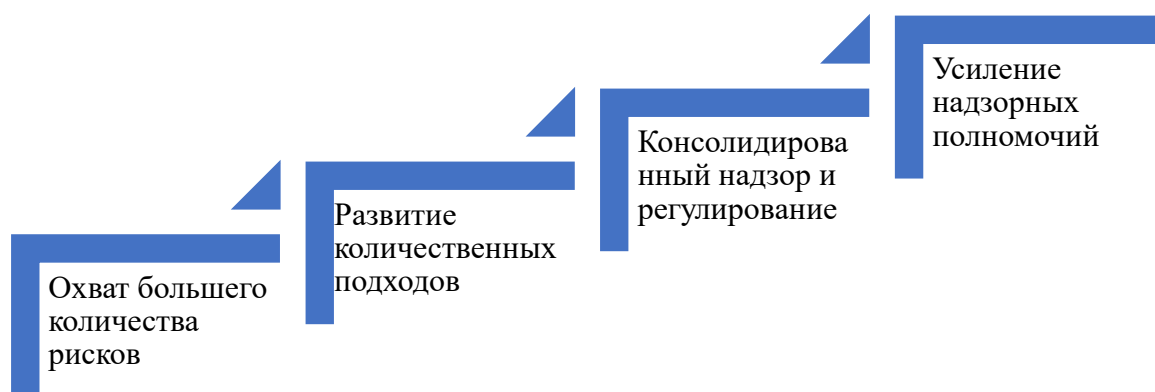 Охват большего
количества
рисков
Развитие
количественных
подходов
Консолидирова
нный надзор и
регулирование
Усиление
надзорных
полномочий